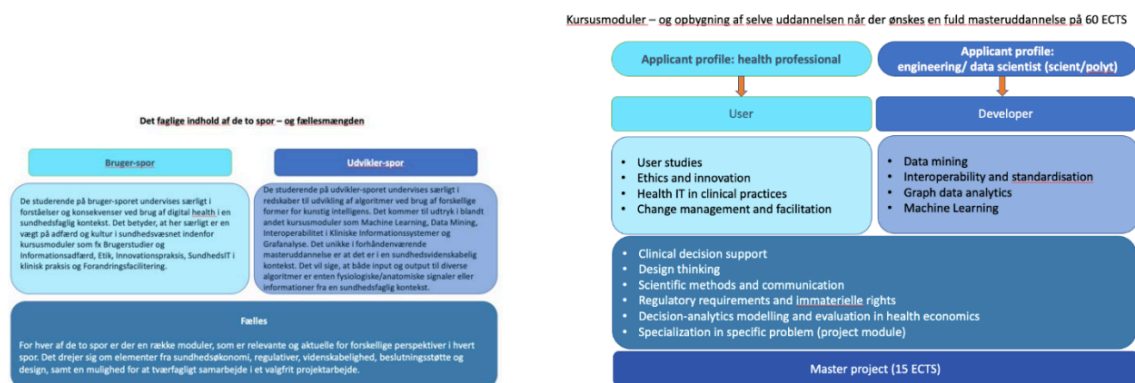 Det faglige indhold af de to spor – og fællesmængden
Bruger-spor
De studerende på bruger-sporet undervises særligt i
forståelser og konsekvenser ved brug af digital health i en
sundhedsfaglig kontekst. Det betyder, at her særligt er en
vægt på adfærd og kultur i sundhedsvæsnet indenfor
kursusmoduler som fx Brugerstudier og
Informationsadfærd, Etik, Innovationspraksis, SundhedsIT i
klinisk praksis og Forandringsfacilitering.
Udvikler-spor
De studerende på udvikler-sporet undervises særligt i
redskaber til udvikling af algoritmer ved brug af forskellige
former for kunstig intelligens. Det kommer til udtryk i blandt
andet kursusmoduler som Machine Learning, Data Mining,
Interoperabilitet i Kliniske Informationssystemer og
Grafanalyse. Det unikke i forhåndenværende
masteruddannelse er at det er i en sundhedsvidenskabelig
kontekst. Det vil sige, at både input og output til diverse
algoritmer er enten fysiologiske/anatomiske signaler eller
informationer fra en sundhedsfaglig kontekst.
Fælles
For hver af de to spor er der en række moduler, som er relevante og aktuelle for forskellige perspektiver i hvert
spor. Det drejer sig om elementer fra sundhedsøkonomi, regulativer, videnskabelighed, beslutningsstøtte og
design, samt en mulighed for at tværfagligt samarbejde i et valgfrit projektarbejde.
Kursusmoduler – og opbygning af selve uddannelsen når der ønskes en fuld masteruddannelse på 60 ECTS
Applicant profile: health professional
Applicant profile:
engineering/ data scientist (scient/polyt)
User
• User studies
• Ethics and innovation
• Health IT in clinical practices
• Change management and facilitation
Developer
• Data mining
• Interoperability and standardisation
• Graph data analytics
• Machine Learning
• Clinical decision support
• Design thinking
• Scientific methods and communication
• Regulatory requirements and immaterielle rights
• Decision-analytics modelling and evaluation in health economics
• Specialization in specific problem (project module)
Master project (15 ECTS)